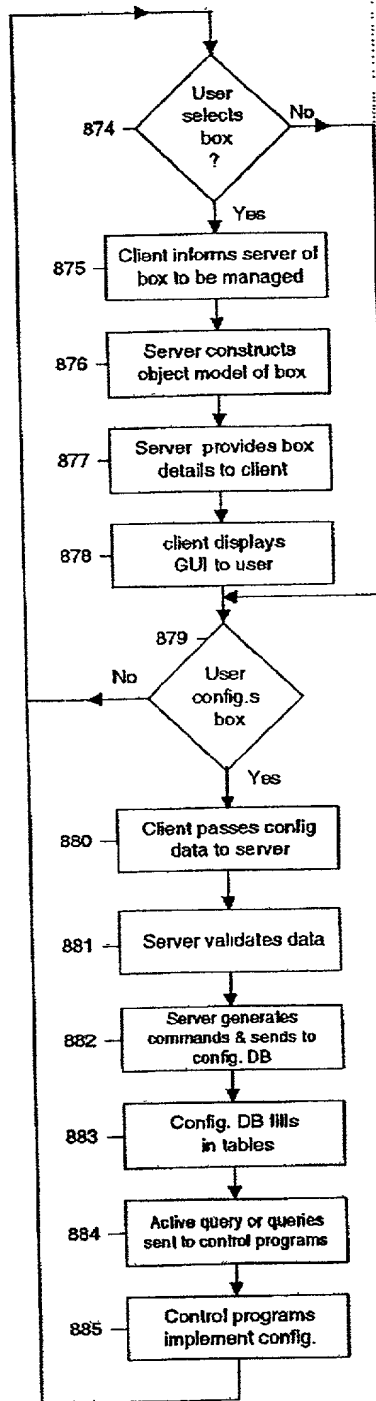 User
selects
box
?
874
No
Yes
875
Client informs server of
box to be managed
876
Server constructs
object model of box
877
Server provides box
details to client
878
client displays
GUI to user
879
User
config.s
box
No
Yes
880
Client passes config
data to server
881
Server validates data
882
Server generates
commands & sends to
config. DB
883
Config. DB fills
in tables
884
Active query or queries
sent to control programs
885
Control programs
implement config.